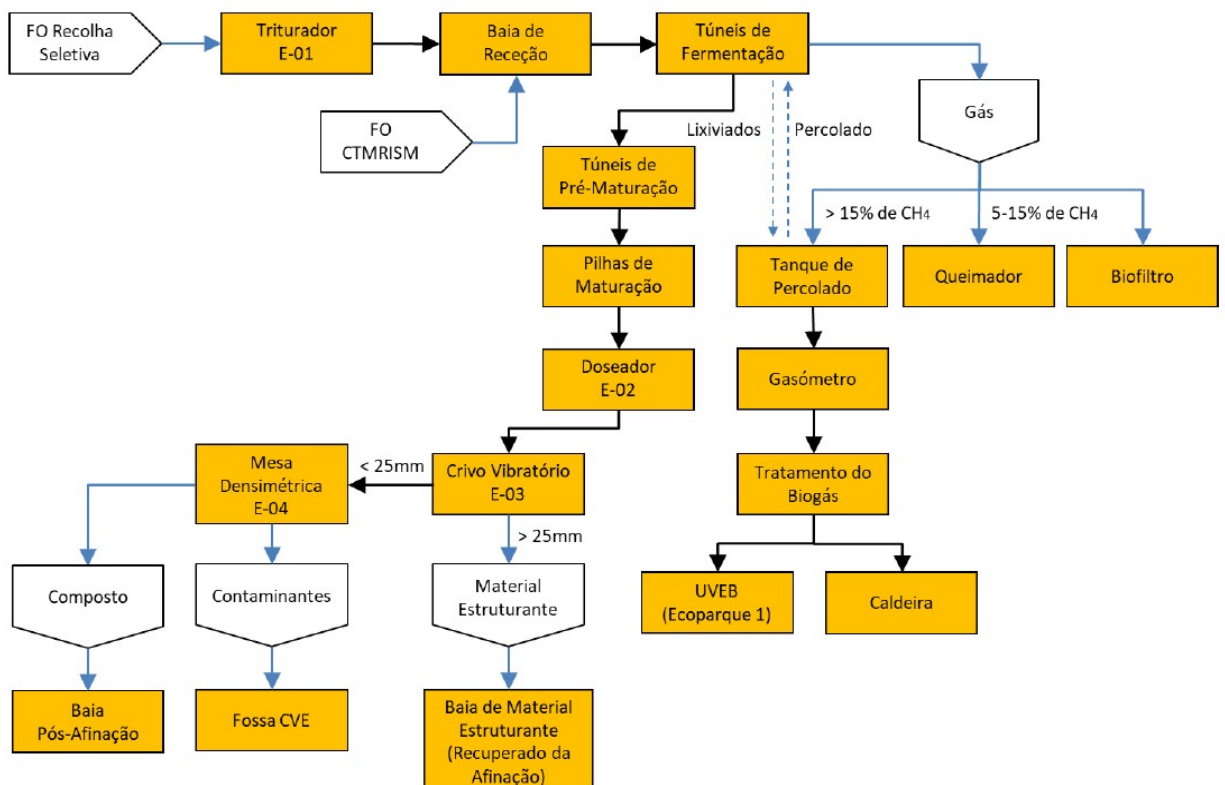 FO Recolha
Seletiva
Triturador
E-01
Baia de
Receção
Túneis de
Fermentação
FO
CTMRISM
Lixiviados
Percolado
Gás
Túneis de
Pré-Maturação
> 15% de CH4
5-15% de CH4
Pilhas de
Maturação
Tanque de
Percolado
Queimador
Biofiltro
Doseador
E-02
Gasómetro
Mesa
Densimétrica
E-04
< 25mm
Crivo Vibratório
E-03
Tratamento do
Biogás
> 25mm
Composto
Contaminantes
Material
Estruturante
UVEB
(Ecoparque 1)
Caldeira
Baia
Pós-Afinação
Fossa CVE
Baia de Material
Estruturante
(Recuperado da
Afinação)